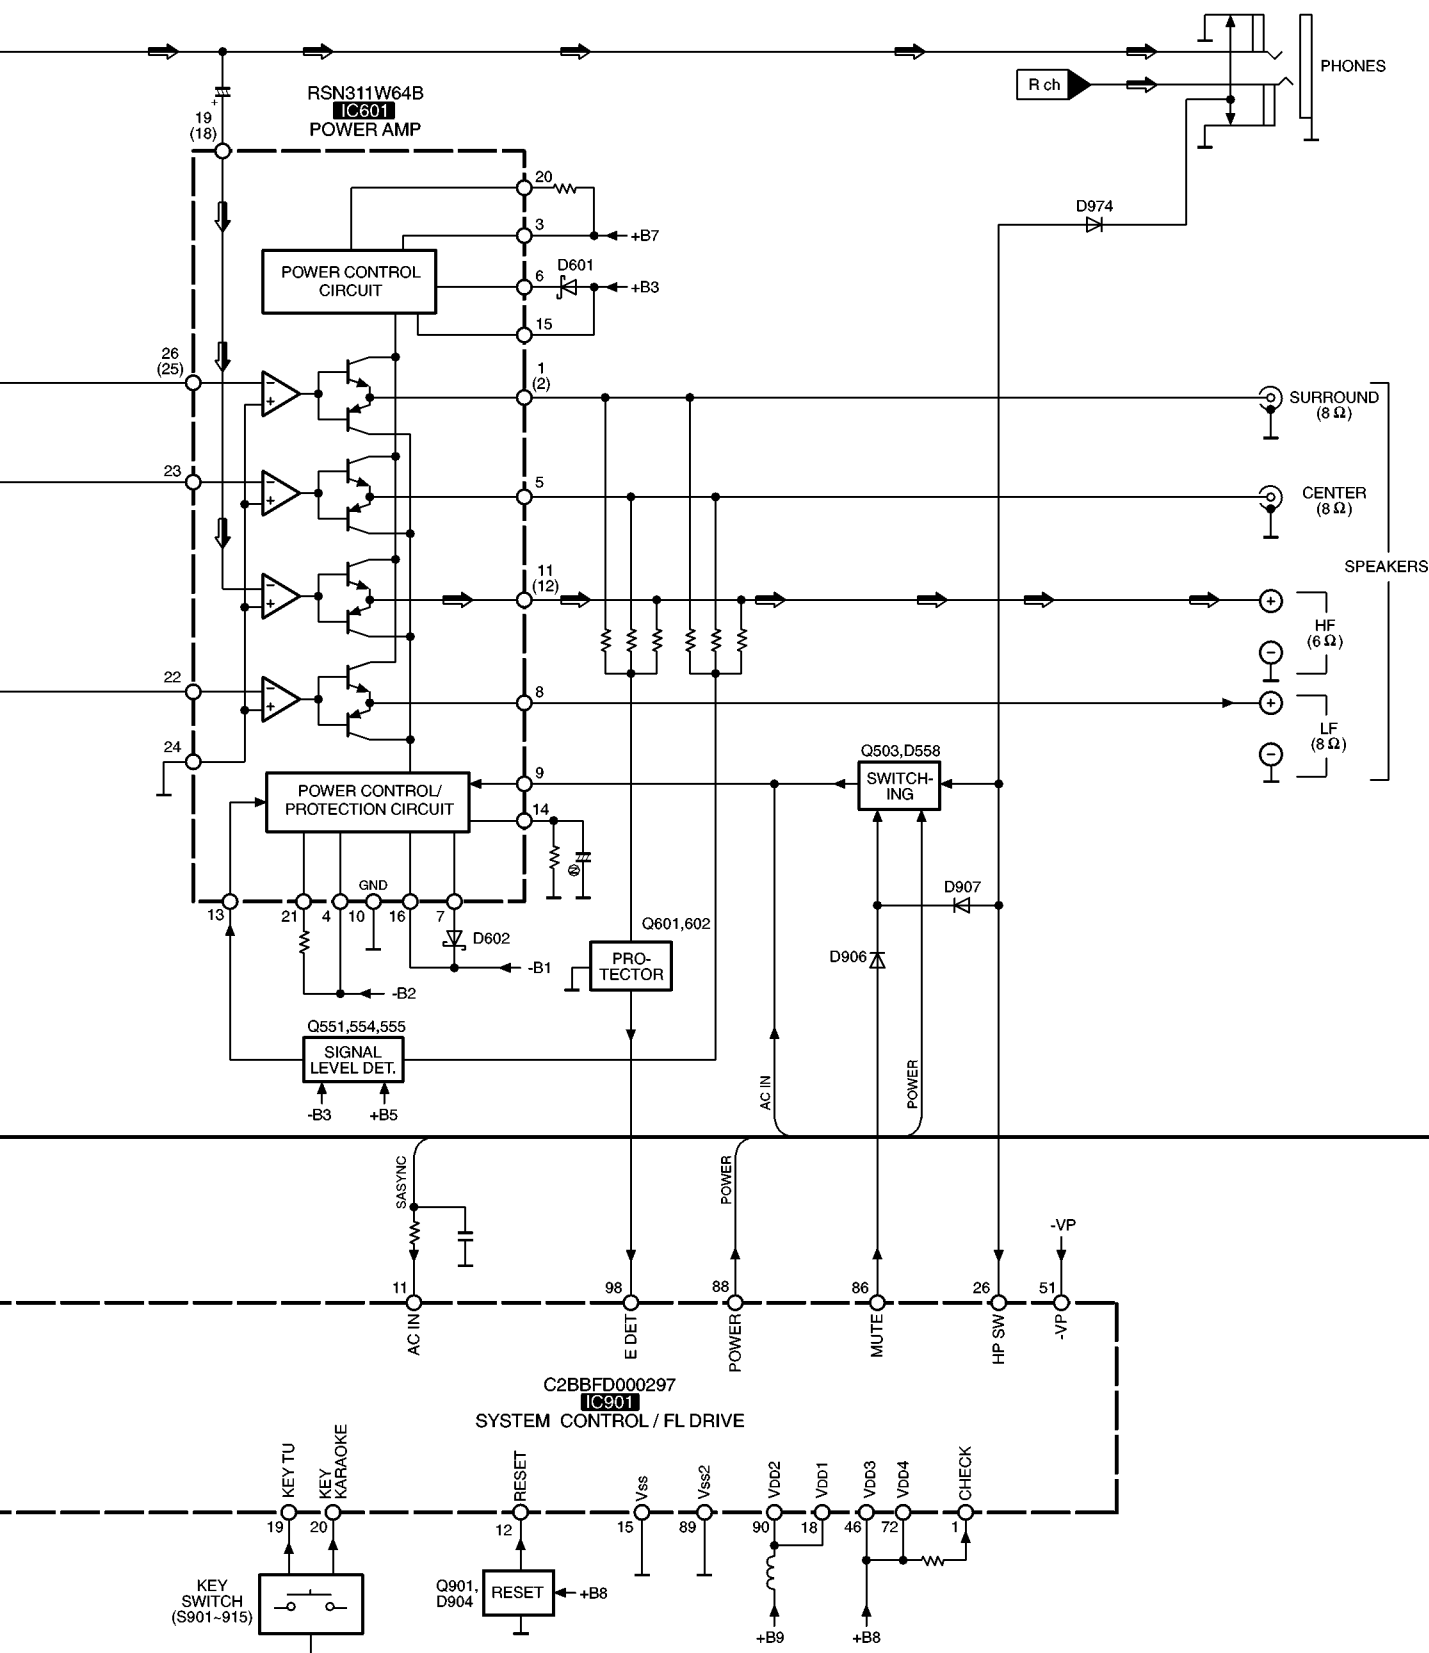 PHONES
R ch
RSN311W64B
IC601
POWER AMP
19
(18)
+
20
3
+B7
D974
POWER CONTROL
CIRCUIT
6
D601
+B3
15
26
(25)
1
(2)
SURROUND
(8Ω)
23
5
CENTER
(8Ω)
SPEAKERS
11
(12)
HF
(6Ω)
22
8
LF
(8Ω)
24
9
Q503,D558
SWITCH-
ING
POWER CONTROL/
PROTECTION CIRCUIT
14
GND
13
21
4
10
16
7
D907
D602
Q601,602
PRO-
TECTOR
D906
-B1
-B2
Q551,554,555
SIGNAL
LEVEL DET.
-B3
+B5
AC IN
POWER
SASYNC
POWER
-VP
11
98
88
86
26
51
AC IN
E DET
POWER
MUTE
HP SW
-VP
C2BBFD000297
IC901
SYSTEM CONTROL / FL DRIVE
KEY TU
KEY
KARAOKE
RESET
Vss
Vss2
VDD2
VDD1
VDD3
VDD4
CHECK
19
20
12
15
89
90
18
46
72
1
KEY
SWITCH
(S901~915)
Q901,
D904
RESET
+B8
+B9
+B8